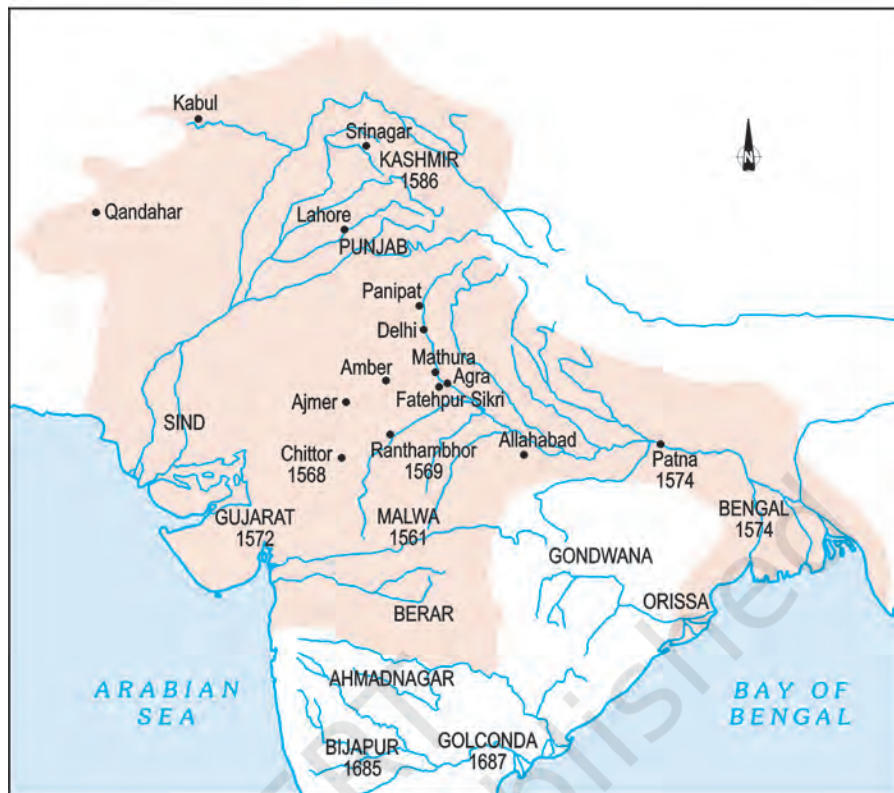 Kabul
Srinagar
KASHMIR
1586
Qandahar
Lahore
PUNJAB
Panipat
Delhi
Mathura
Amber
Agra
Ajmer
Fatehpur Sikri
SIND
Ranthambhor
1569
Allahabad
Chittor
1568
Patna
1574
GUJARAT
1572
MALWA
1561
BENGAL
1574
GONDWANA
BERAR
ORISSA
AHMADNAGAR
ARABIAN
SEA
BAY OF
BENGAL
BIJAPUR
1685
GOLCONDA
1687
N